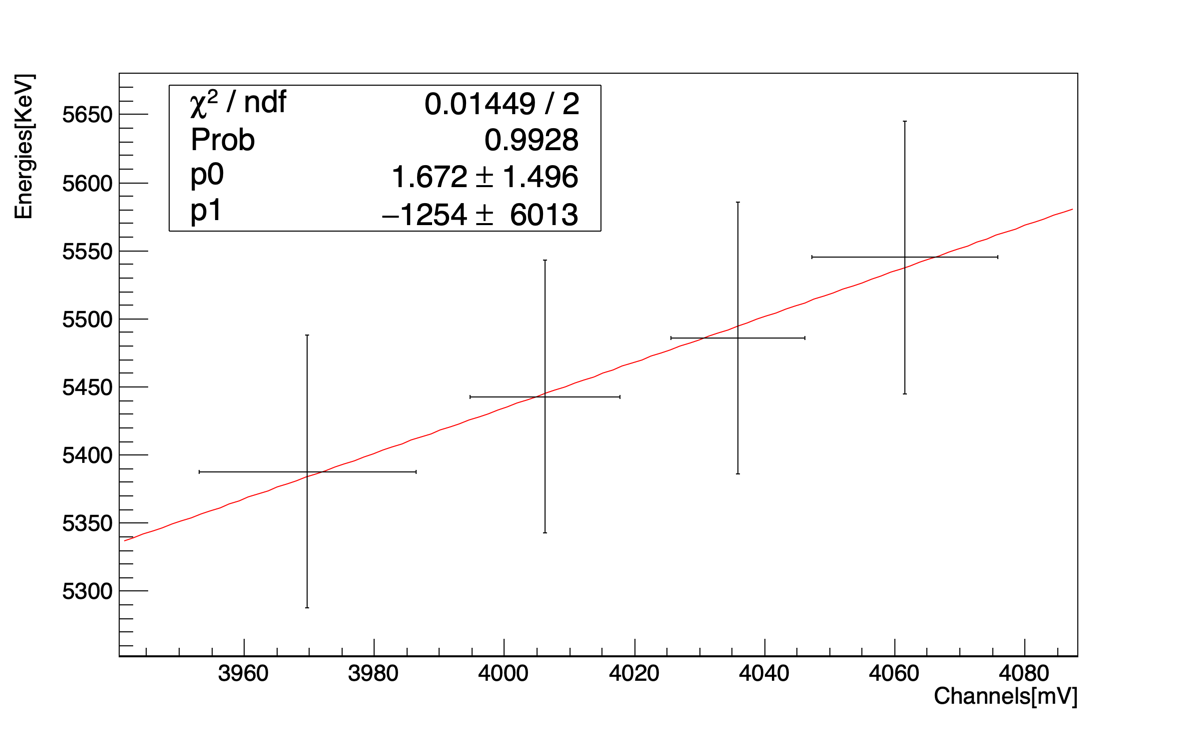 Energies[KeV]
χ² / ndf 0.01449 / 2
Prob 0.9928
p0 1.672 ± 1.496
p1 −1254 ± 6013
5650
5600
5550
5500
5450
5400
5350
5300
3960 3980 4000 4020 4040 4060 4080
Channels[mV]